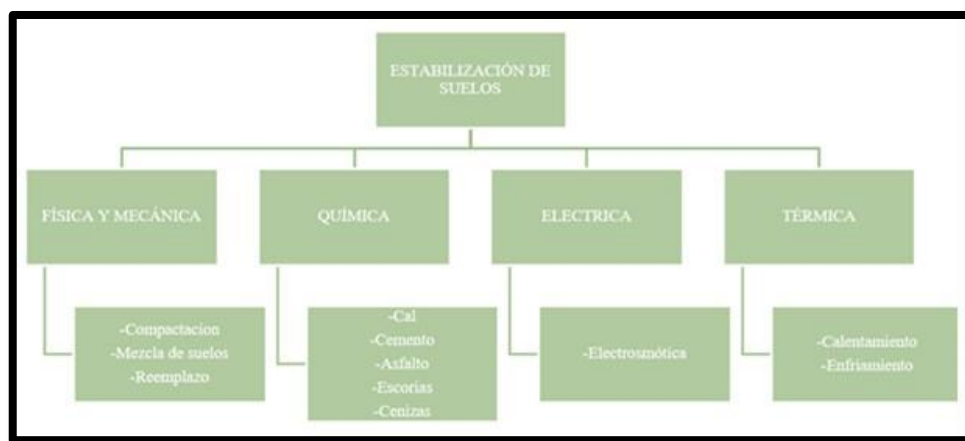 ESTABILIZACIÓN DE
SUELOS
FÍSICA Y MECÁNICA
QUÍMICA
ELECTRICA
TÉRMICA
-Compactacion
-Mezcla de suelos
-Reemplazo
-Cal
-Cemento
-Asfalto
-Escorias
-Cenizas
-Electrosmótica
-Calentamiento
-Enfriamiento